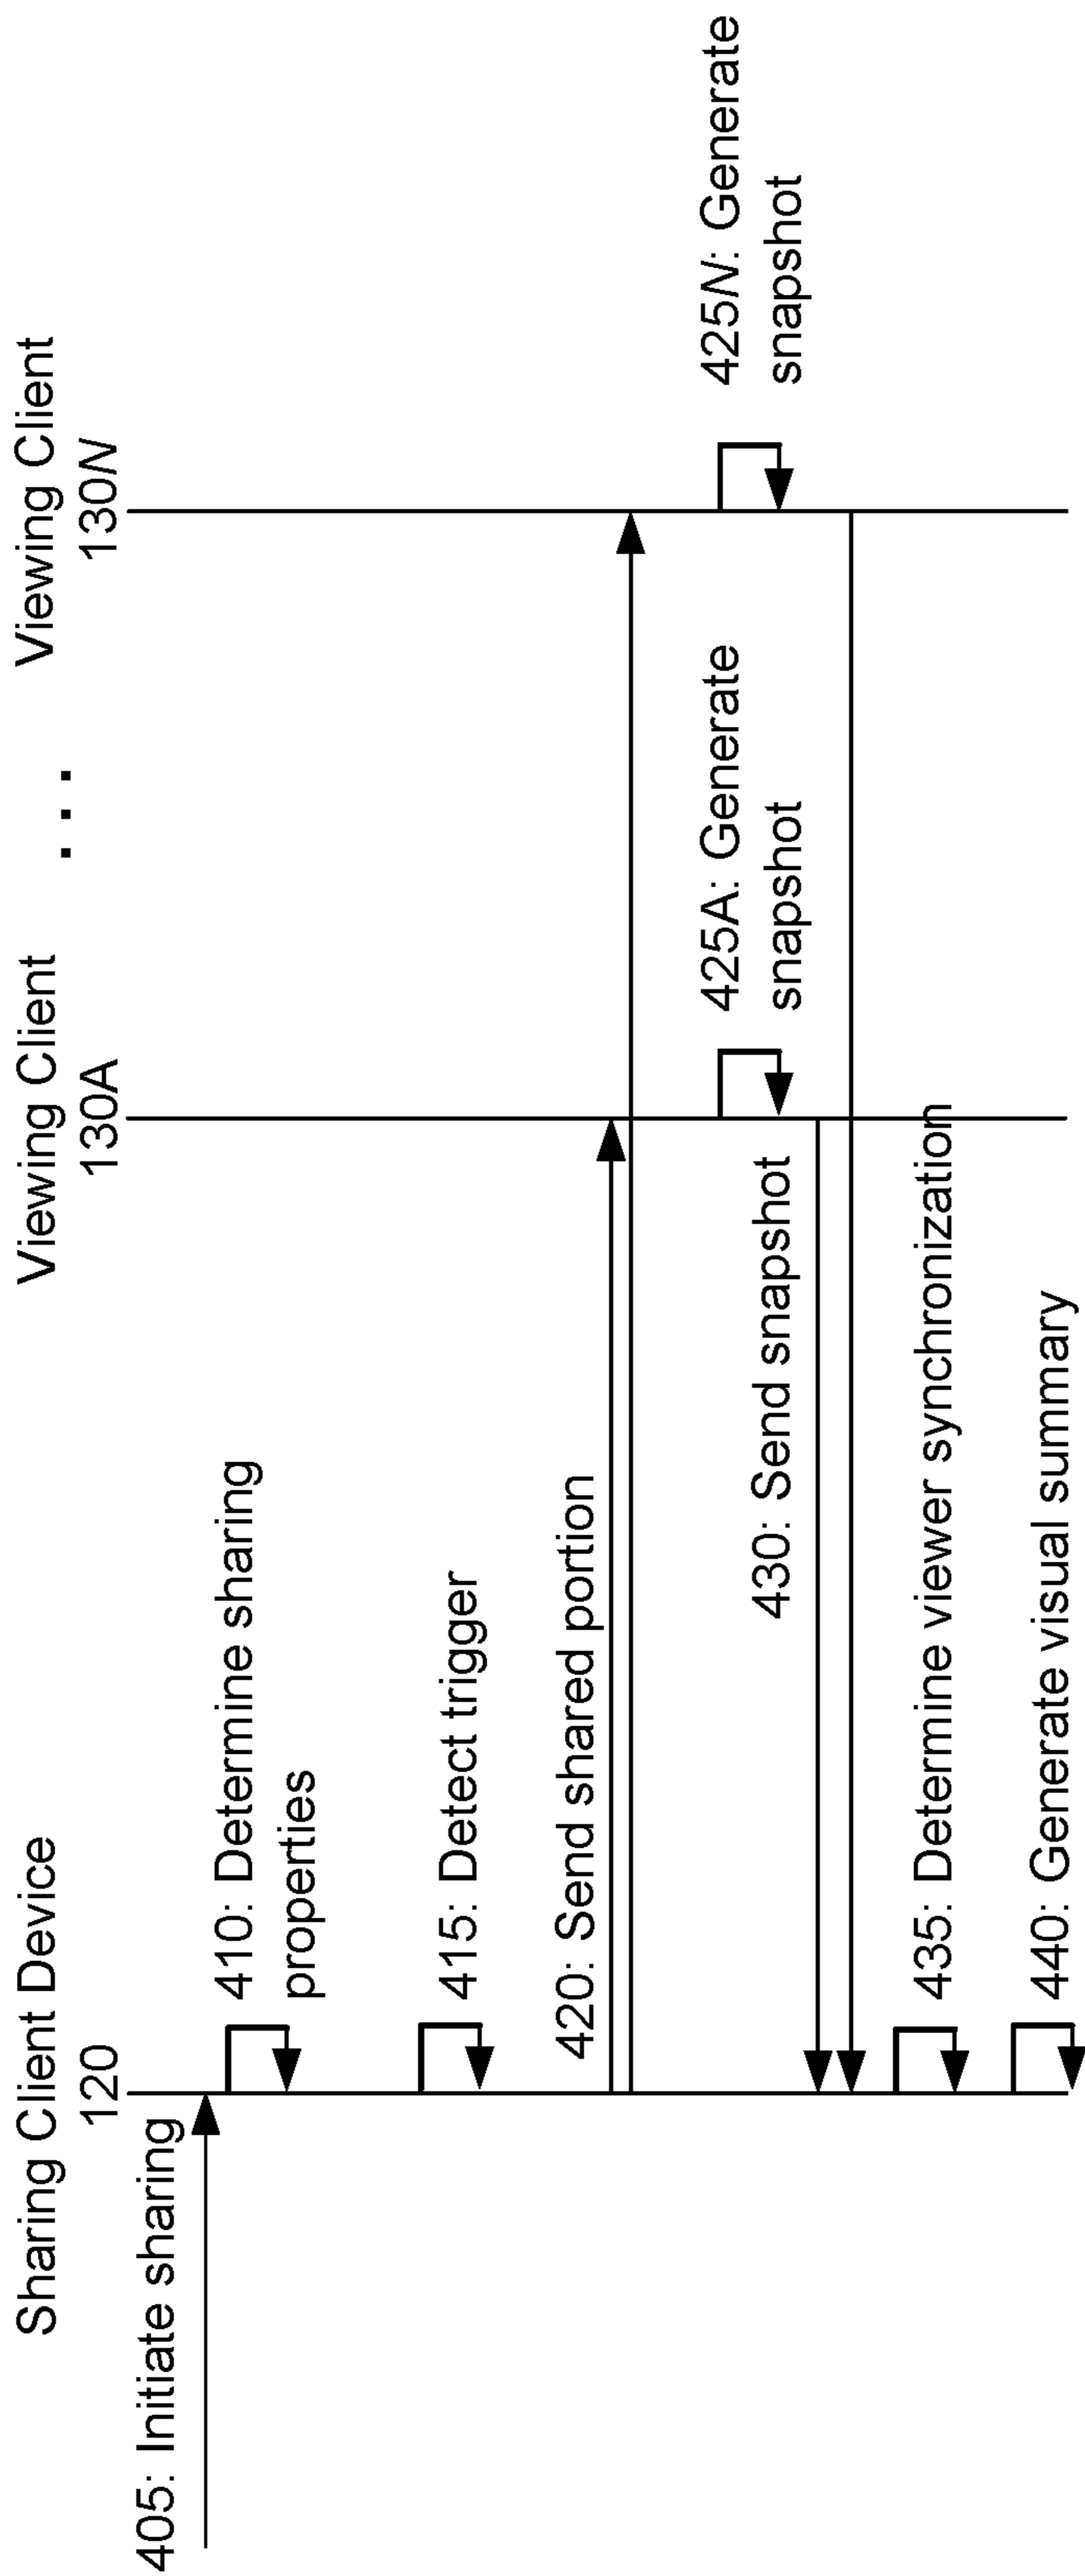 Sharing Client Device
120
Viewing Client
130A
. . .
Viewing Client
130N
405: Initiate sharing
410: Determine sharing
properties
415: Detect trigger
420: Send shared portion
425A: Generate
snapshot
425N: Generate
snapshot
430: Send snapshot
435: Determine viewer synchronization
440: Generate visual summary